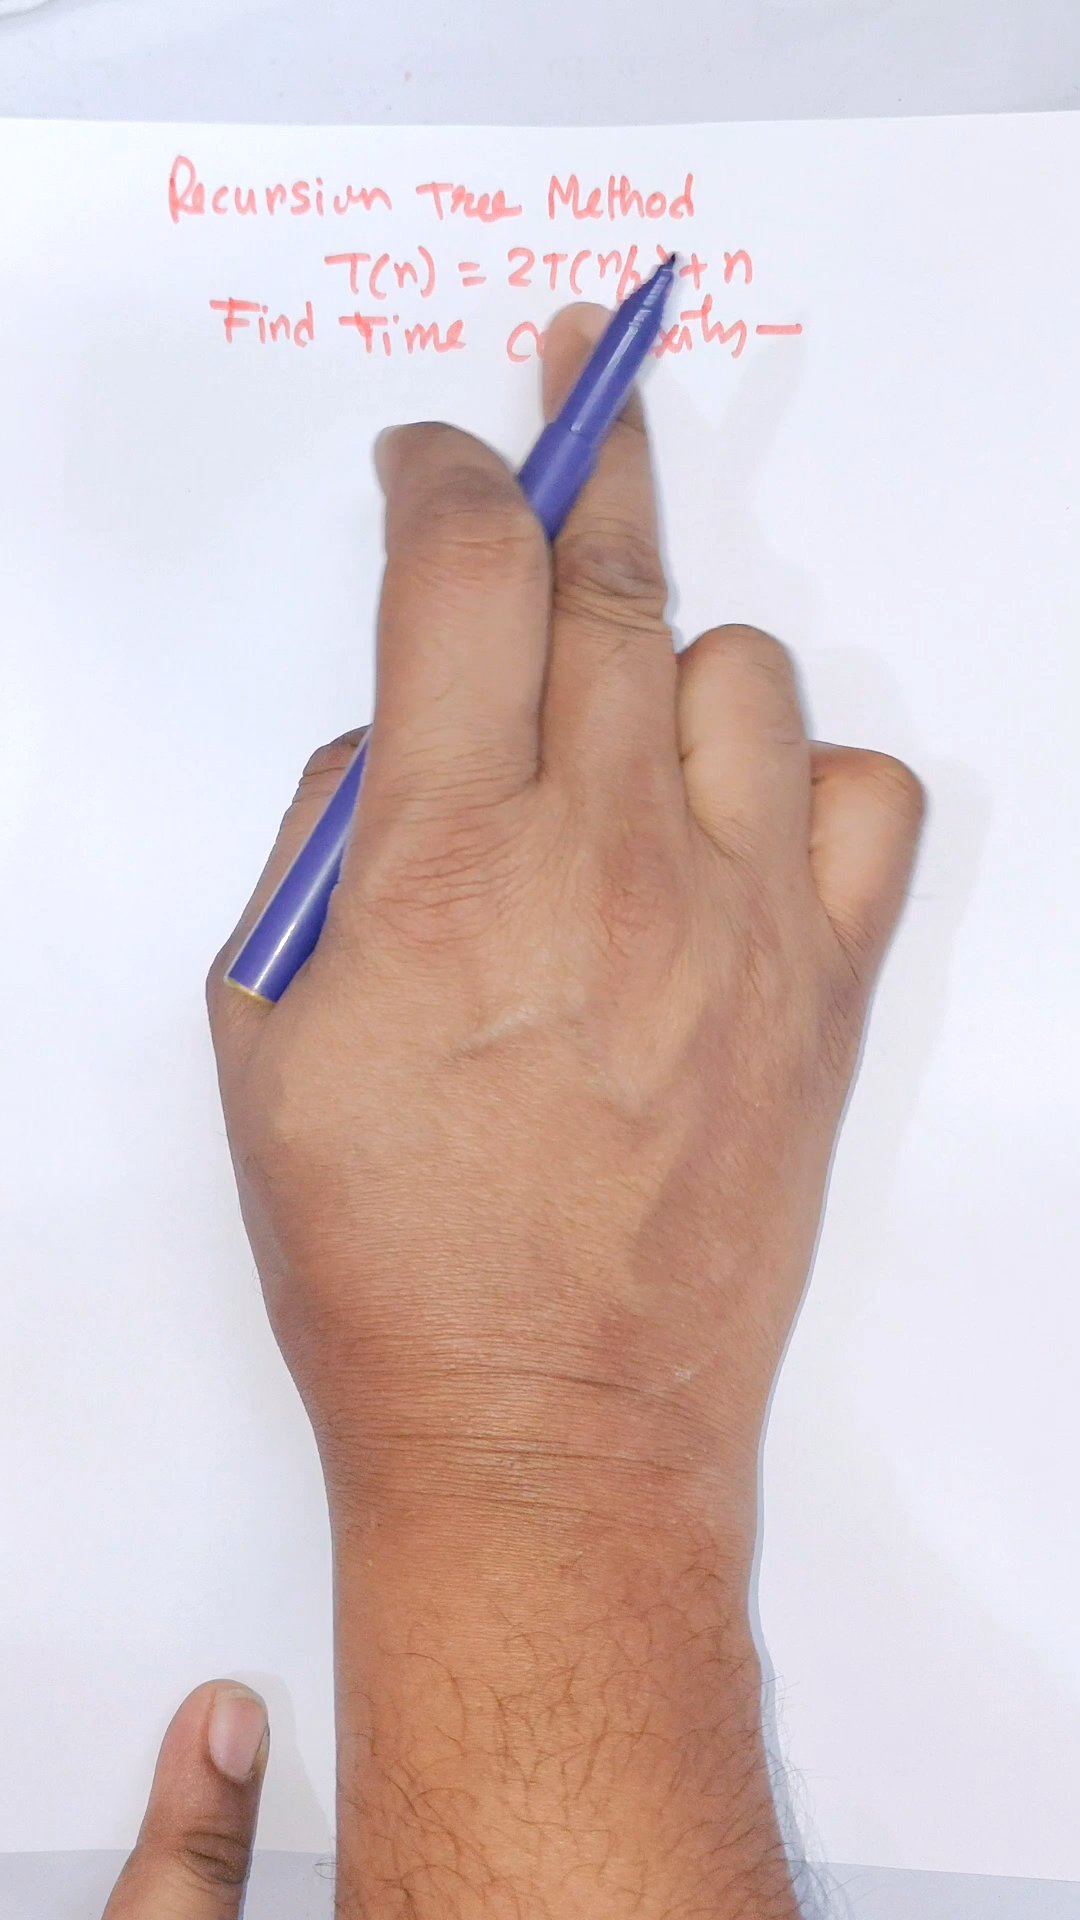 Recursion Tree Method
T(n) = 2T(n/ + n
Find Time